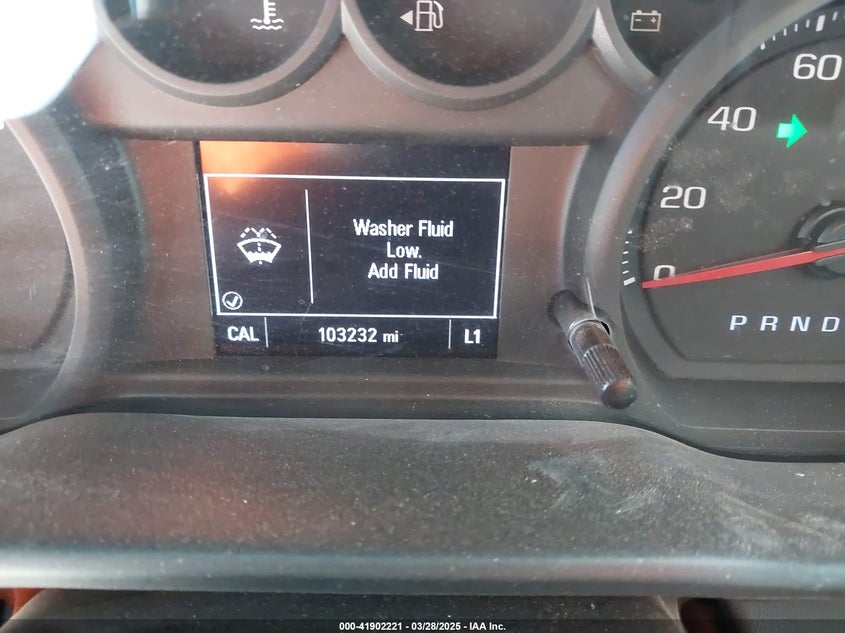 60
40
20
0
Washer Fluid
Low.
Add Fluid
CAL 103232 mi L1
P R N D
000-41902221 | 03/28/2025 - IAA Inc.